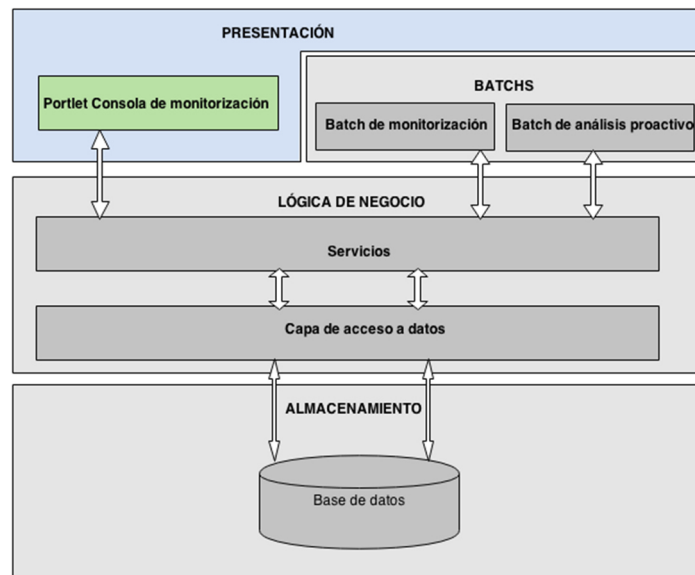 PRESENTACIÓN
Portlet Consola de monitorización
BATCHS
Batch de monitorización
Batch de análisis proactivo
LÓGICA DE NEGOCIO
Servicios
Capa de acceso a datos
ALMACENAMIENTO
Base de datos